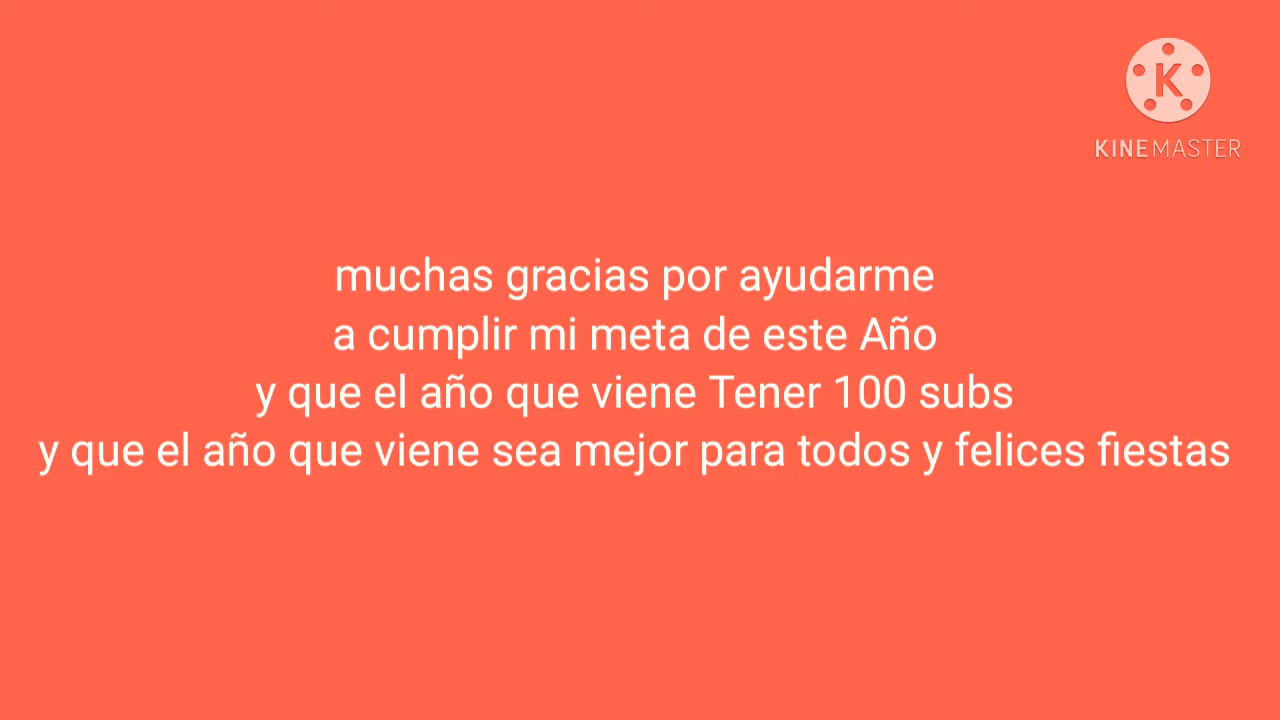 K
KINEMASTER
muchas gracias por ayudarme
a cumplir mi meta de este Año
y que el año que viene Tener 100 subs
y que el año que viene sea mejor para todos y felices fiestas